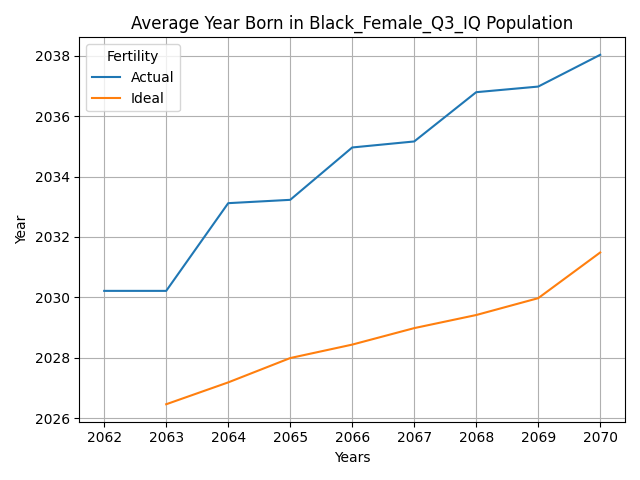 Average Year Born in Black_Female_Q3_IQ Population
Fertility
Actual
Ideal
2038
2036
2034
2032
2030
2028
2026
Year
2062 2063 2064 2065 2066 2067 2068 2069 2070
Years